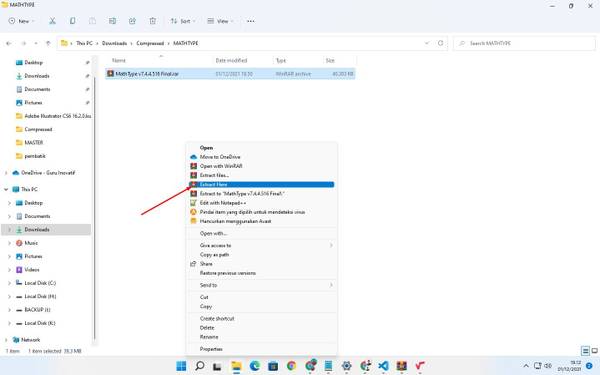 MATHTYPE
New
Sort
View
This PC > Downloads > Compressed > MATHTYPE
Search MATHTYPE
Name
Date modified
Type
Size
MathType v7.4.4.516 Final.rar
01/12/2021 18.50
WinRAR archive
Desktop
Downloads
Documents
Pictures
Adobe Illustrator CS6 16.2.0.ku
Compressed
MASTER
pembatik
OneDrive - Guru Inovatif
This PC
Desktop
Documents
Downloads
Music
Pictures
Videos
Local Disk (C:)
Local Disk (H:)
BACKUP (I:)
Local Disk (K:)
Network
Open
Move to OneDrive
Open with WinRAR
Extract files...
Extract Here
Extract to "MathType v7.4.4.516 Final\"
Edit with Notepad++
Pindai item yang dipilih untuk mendeteksi virus
Hancurkan menggunakan Avast
Open with...
Give access to
Copy as path
Share
Restore previous versions
Send to
Cut
Copy
Create shortcut
Delete
Rename
Properties
1 item
1 item selected 39,3 MB
19.12
01/12/2021